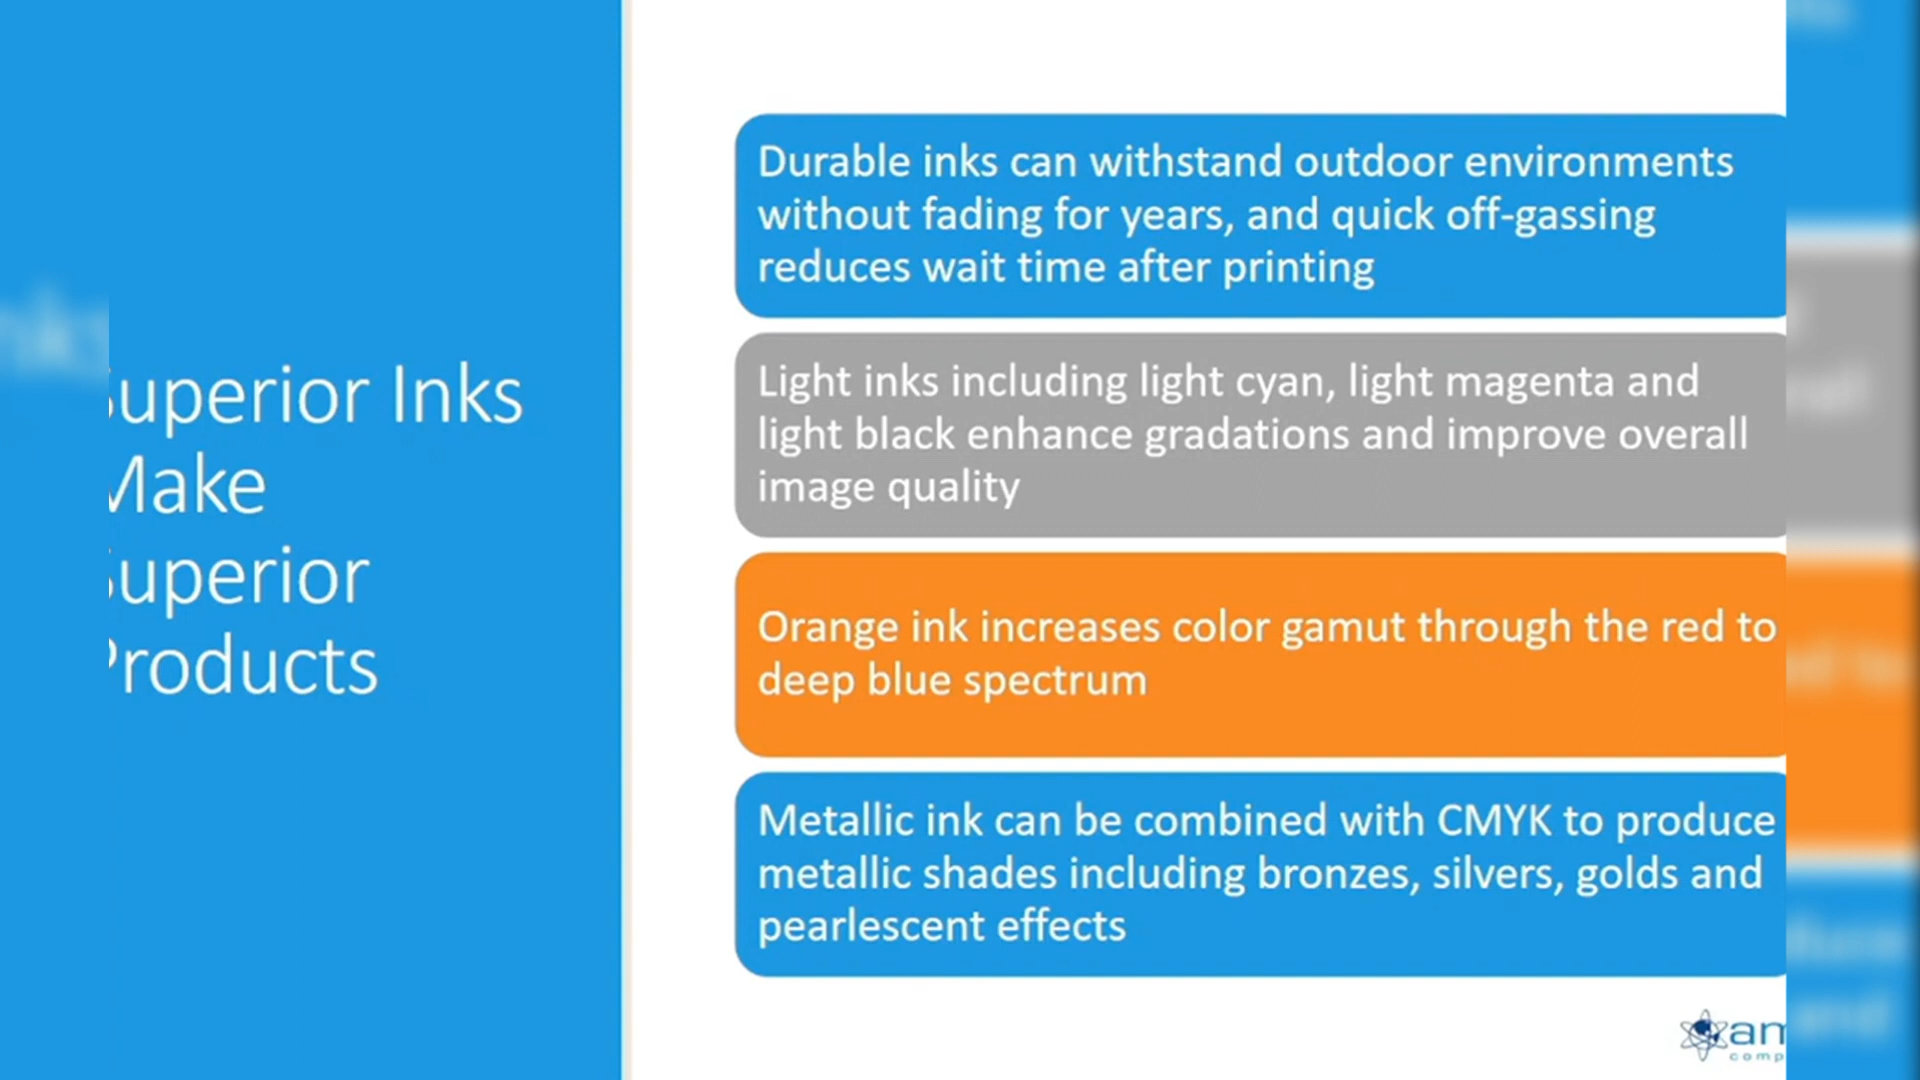 Superior Inks
Make
Superior
Products
Durable inks can withstand outdoor environments
without fading for years, and quick off-gassing
reduces wait time after printing
Light inks including light cyan, light magenta and
light black enhance gradations and improve overall
image quality
Orange ink increases color gamut through the red to
deep blue spectrum
Metallic ink can be combined with CMYK to produce
metallic shades including bronzes, silvers, golds and
pearlescent effects